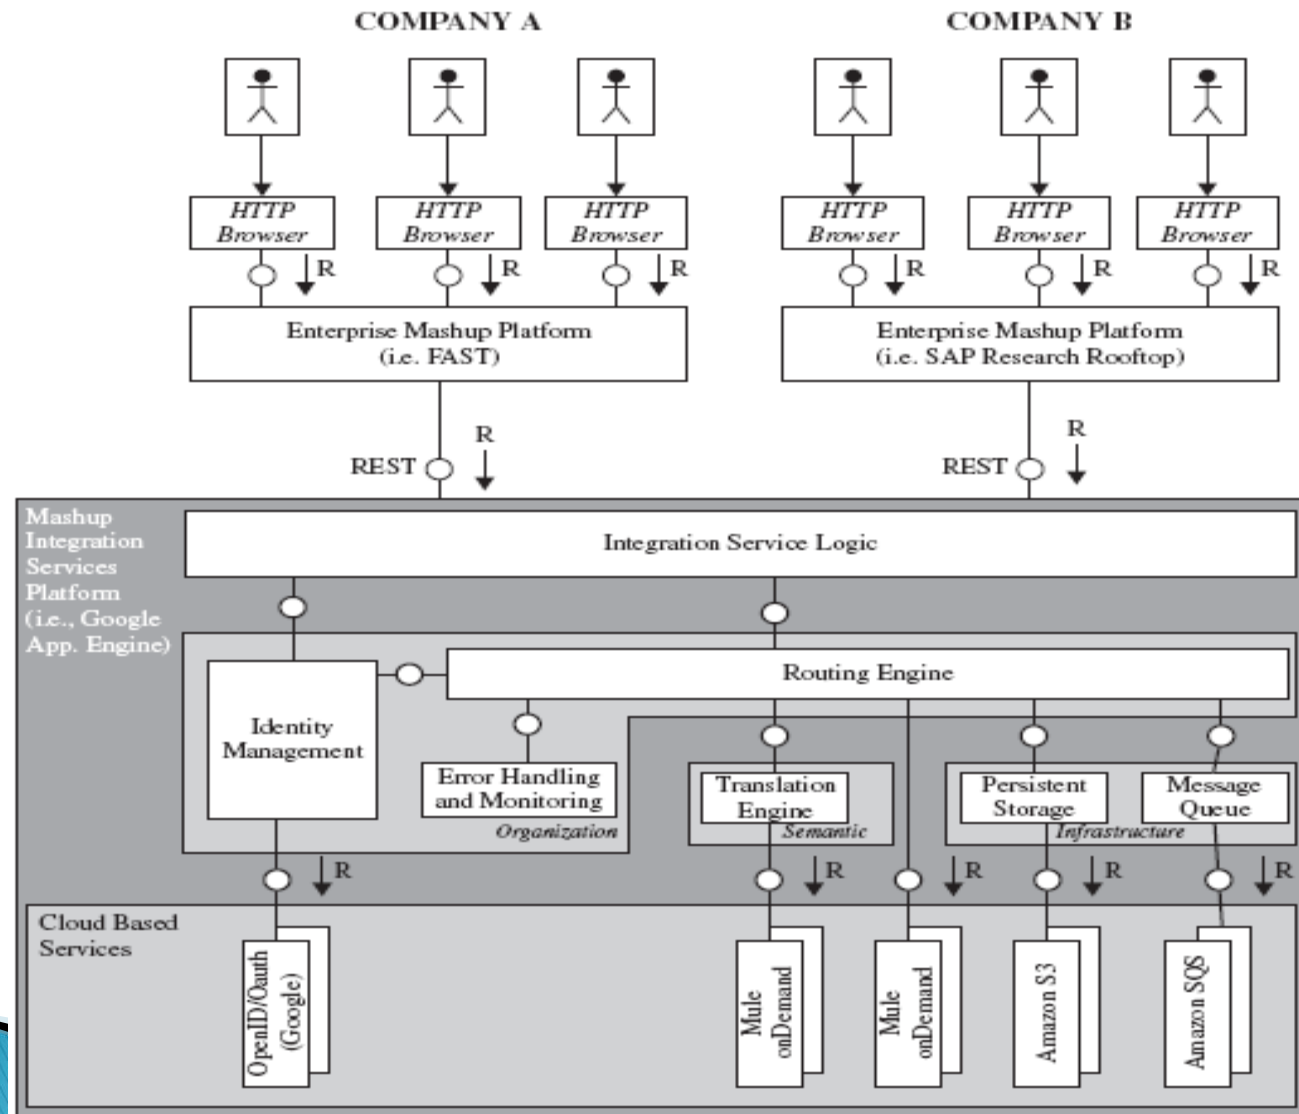 COMPANY A
COMPANY B
HTTP
Browser
HTTP
Browser
HTTP
Browser
HTTP
Browser
HTTP
Browser
HTTP
Browser
R
R
R
R
R
R
Enterprise Mashup Platform
(i.e. FAST)
Enterprise Mashup Platform
(i.e. SAP Research Rooftop)
R
REST
R
REST
Mashup
Integration
Services
Platform
(i.e., Google
App. Engine)
Integration Service Logic
Routing Engine
Identity
Management
Error Handling
and Monitoring
Organization
Translation
Engine
Semantic
Persistent
Storage
Infrastructure
Message
Queue
R
R
R
R
R
Cloud Based
Services
OpenID/Oauth
(Google)
Mule
onDemand
Mule
onDemand
Amazon S3
Amazon SQS